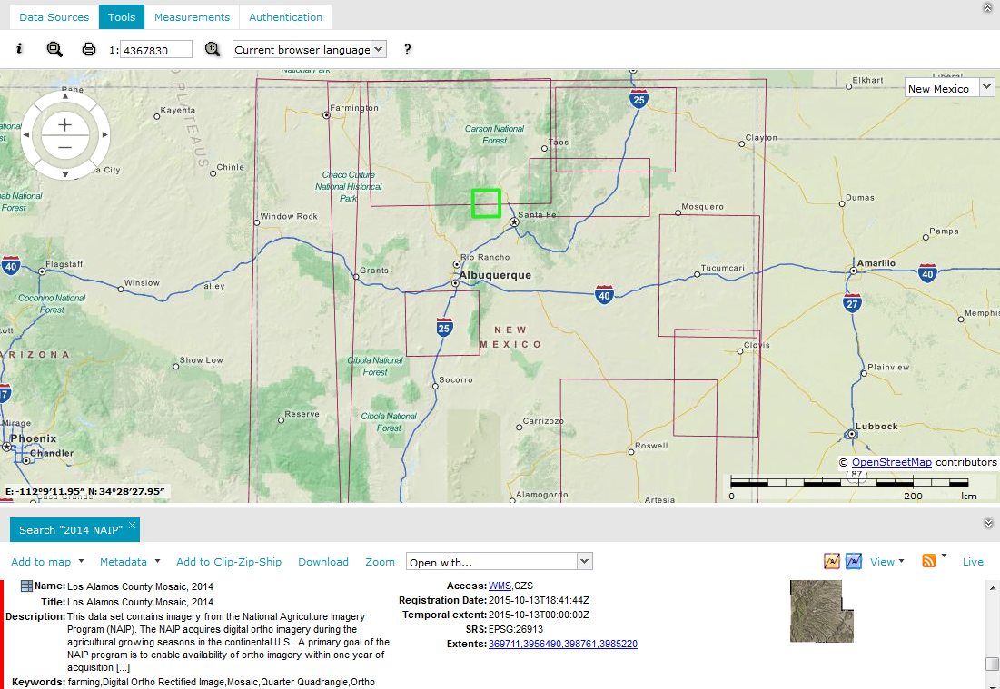 Data Sources Tools Measurements Authentication
i 1: 4367830 Current browser language ?
National Park
Liberal
Page
Elkhart
New Mexico
PLATEAUS
Kayenta
Farmington
25
Carson National
Forest
Taos
Clayton
Chinle
City
Chaco Culture
National Historical
Park
National
Forest
Dumas
Window Rock
Santa Fe
Mosquero
Pampa
Rio Rancho
40
Flagstaff
Grants
Albuquerque
Tucumcari
Amarillo
40
Winslow
alley
40
Coconino National
Forest
27
Memphis
25
NEW
MEXICO
ARIZONA
Show Low
Cibola National
Forest
Clovis
Plainview
Socorro
17
Reserve
Cibola National
Forest
Carrizozo
Mirage
Lubbock
Phoenix
Chandler
Roswell
© OpenStreetMap contributors
87
E: -112°9'11.95" N: 34°28'27.95"
Casa Grande
Alamogordo
Artesia
0 200 km
Search "2014 NAIP"
Add to map Metadata Add to Clip-Zip-Ship Download Zoom Open with... View Live
Name: Los Alamos County Mosaic, 2014
Title: Los Alamos County Mosaic, 2014
Description: This data set contains imagery from the National Agriculture Imagery
Program (NAIP). The NAIP acquires digital ortho imagery during the
agricultural growing seasons in the continental U.S.. A primary goal of the
NAIP program is to enable availability of ortho imagery within one year of
acquisition [...]
Keywords: farming,Digital Ortho Rectified Image,Mosaic,Quarter Quadrangle,Ortho
Access: WMS,CZS
Registration Date: 2015-10-13T18:41:44Z
Temporal extent: 2015-10-13T00:00:00Z
SRS: EPSG:26913
Extents: 369711,3956490,398761,3985220